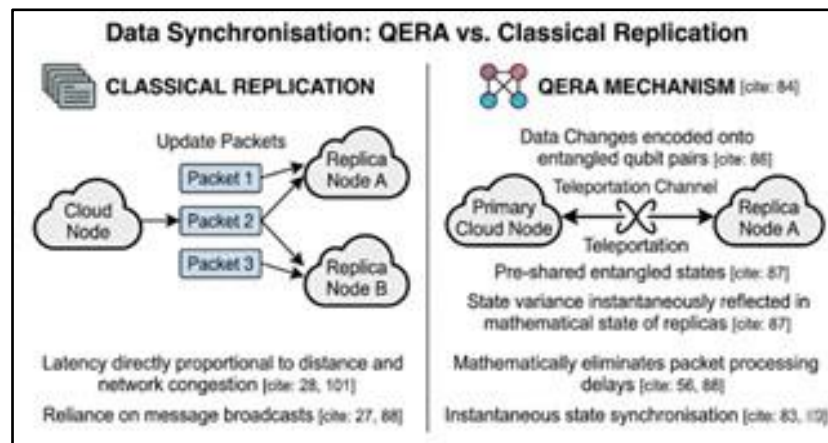 Data Synchronisation: QERA vs. Classical Replication
CLASSICAL REPLICATION
Update Packets
Cloud
Node
Packet 1
Packet 2
Packet 3
Replica
Node A
Replica
Node B
Latency directly proportional to distance and
network congestion [cite: 28, 101]
Reliance on message broadcasts [cite: 27, 88]
QERA MECHANISM [cite: 84]
Data Changes encoded onto
entangled qubit pairs [cite: 86]
Teleportation Channel
Primary
Cloud Node
Replica
Node A
Teleportation
Pre-shared entangled states [cite: 87]
State variance instantaneously reflected in
mathematical state of replicas [cite: 87]
Mathematically eliminates packet processing
delays [cite: 56, 88]
Instantaneous state synchronisation [cite: 83,